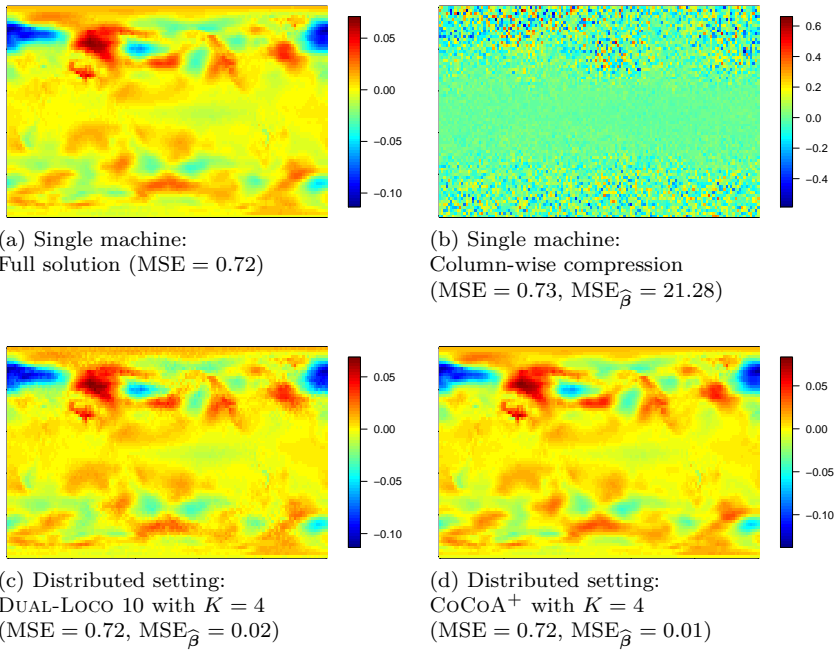 0.05
0.00
−0.05
−0.10
0.6
0.4
0.2
0.0
−0.2
−0.4
(a) Single machine:
Full solution (MSE = 0.72)
(b) Single machine:
Column-wise compression
(MSE = 0.73, MSE_β̂ = 21.28)
0.05
0.00
−0.05
−0.10
0.05
0.00
−0.05
−0.10
(c) Distributed setting:
DUAL-LOCO 10 with K = 4
(MSE = 0.72, MSE_β̂ = 0.02)
(d) Distributed setting:
COCOA⁺ with K = 4
(MSE = 0.72, MSE_β̂ = 0.01)